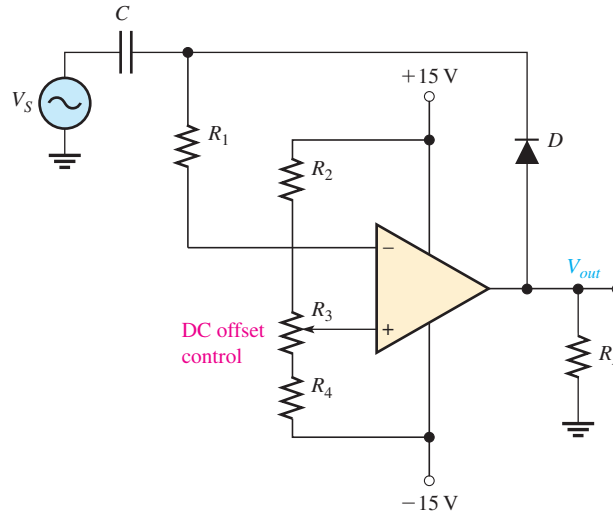 C
+15 V
V_S
R_1
D
R_2
−
V_out
R_3
+
DC offset
control
R_4
−15 V